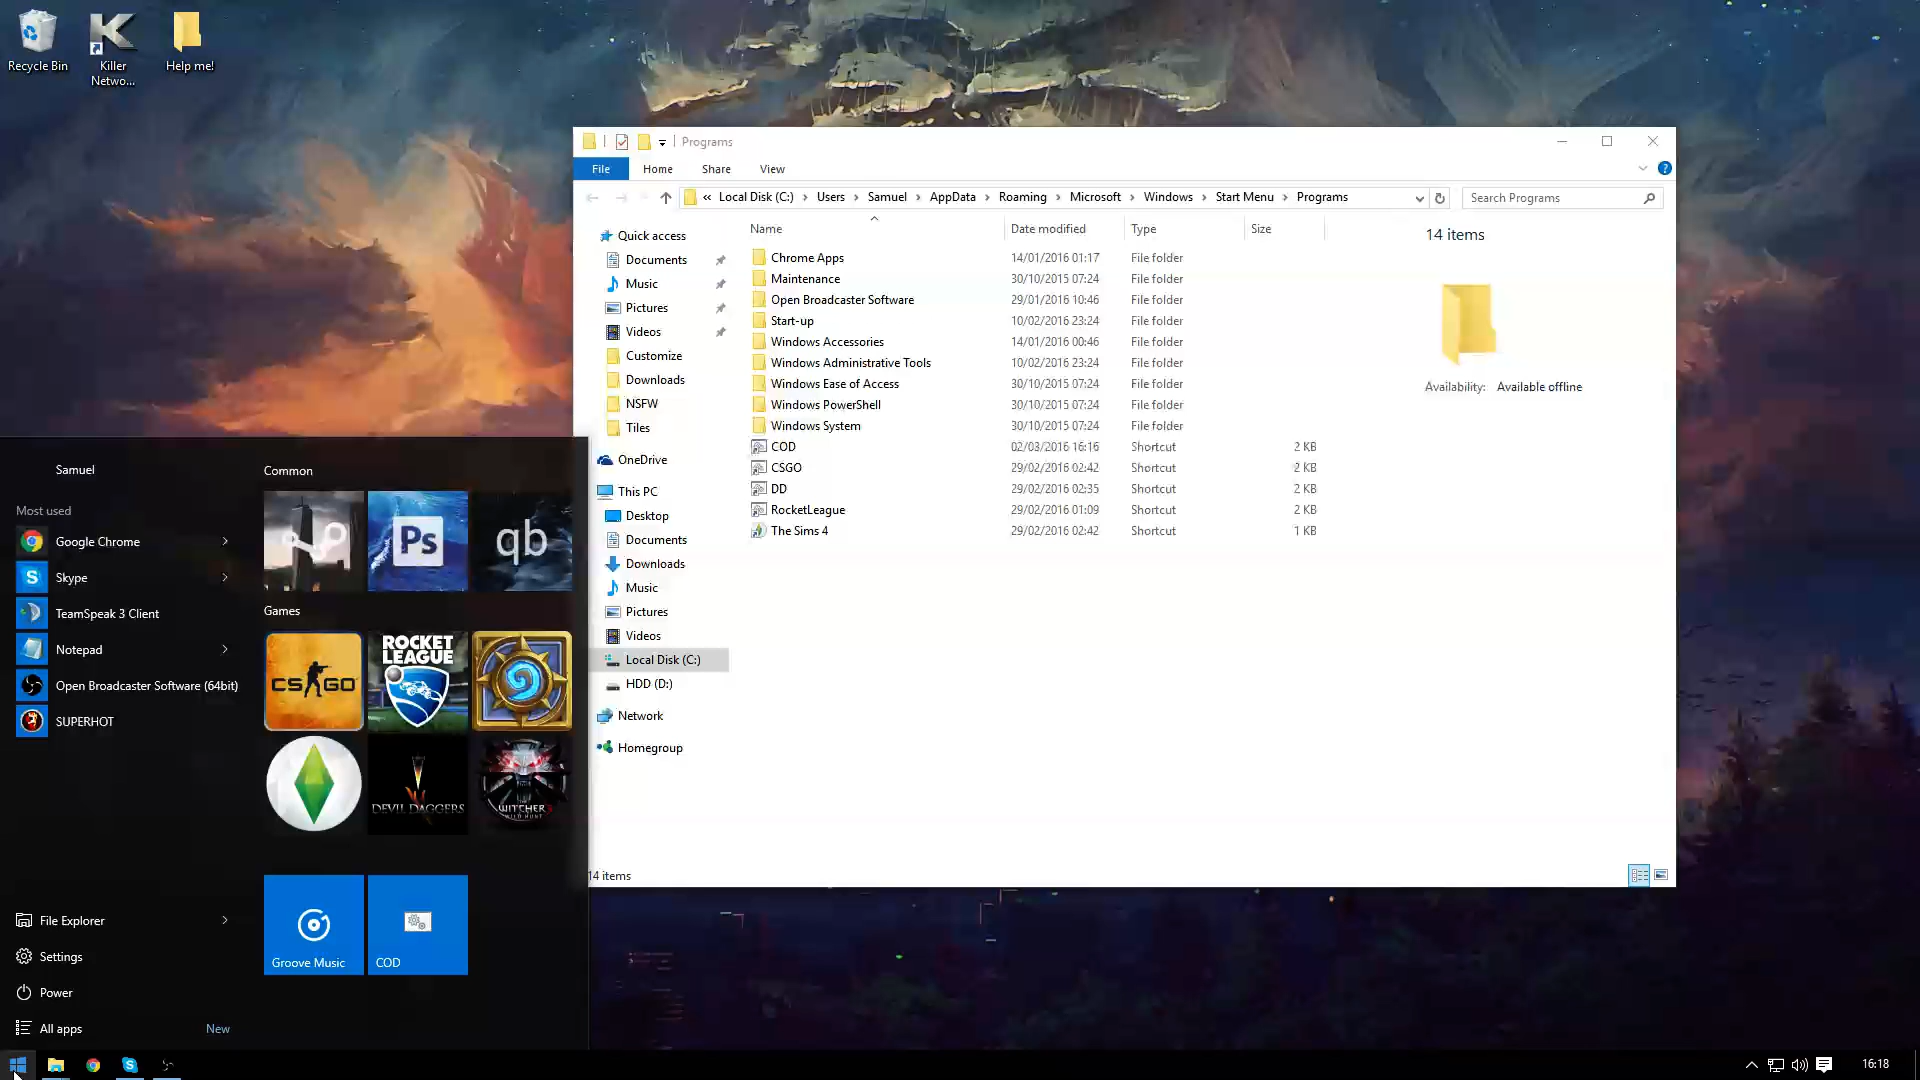 Recycle Bin
Killer
Netwo...
Help me!
Programs
File Home Share View
« Local Disk (C:) Users Samuel AppData Roaming Microsoft Windows Start Menu Programs
Search Programs
Quick access
Documents
Music
Pictures
Videos
Customize
Downloads
NSFW
Tiles
OneDrive
This PC
Desktop
Documents
Downloads
Music
Pictures
Videos
Local Disk (C:)
HDD (D:)
Network
Homegroup
Name Date modified Type Size
Chrome Apps 14/01/2016 01:17 File folder
Maintenance 30/10/2015 07:24 File folder
Open Broadcaster Software 29/01/2016 10:46 File folder
Start-up 10/02/2016 23:24 File folder
Windows Accessories 14/01/2016 00:46 File folder
Windows Administrative Tools 10/02/2016 23:24 File folder
Windows Ease of Access 30/10/2015 07:24 File folder
Windows PowerShell 30/10/2015 07:24 File folder
Windows System 30/10/2015 07:24 File folder
COD 02/03/2016 16:16 Shortcut 2 KB
CSGO 29/02/2016 02:42 Shortcut 2 KB
DD 29/02/2016 02:35 Shortcut 2 KB
RocketLeague 29/02/2016 01:09 Shortcut 2 KB
The Sims 4 29/02/2016 02:42 Shortcut 1 KB
14 items
Availability: Available offline
14 items
Samuel
Most used
Google Chrome
Skype
TeamSpeak 3 Client
Notepad
Open Broadcaster Software (64bit)
SUPERHOT
File Explorer
Settings
Power
All apps New
Common
Ps
qb
Games
CS GO
ROCKET
LEAGUE
DEVIL DAGGERS
WITCHER
WILD HUNT
Groove Music
COD
16:18